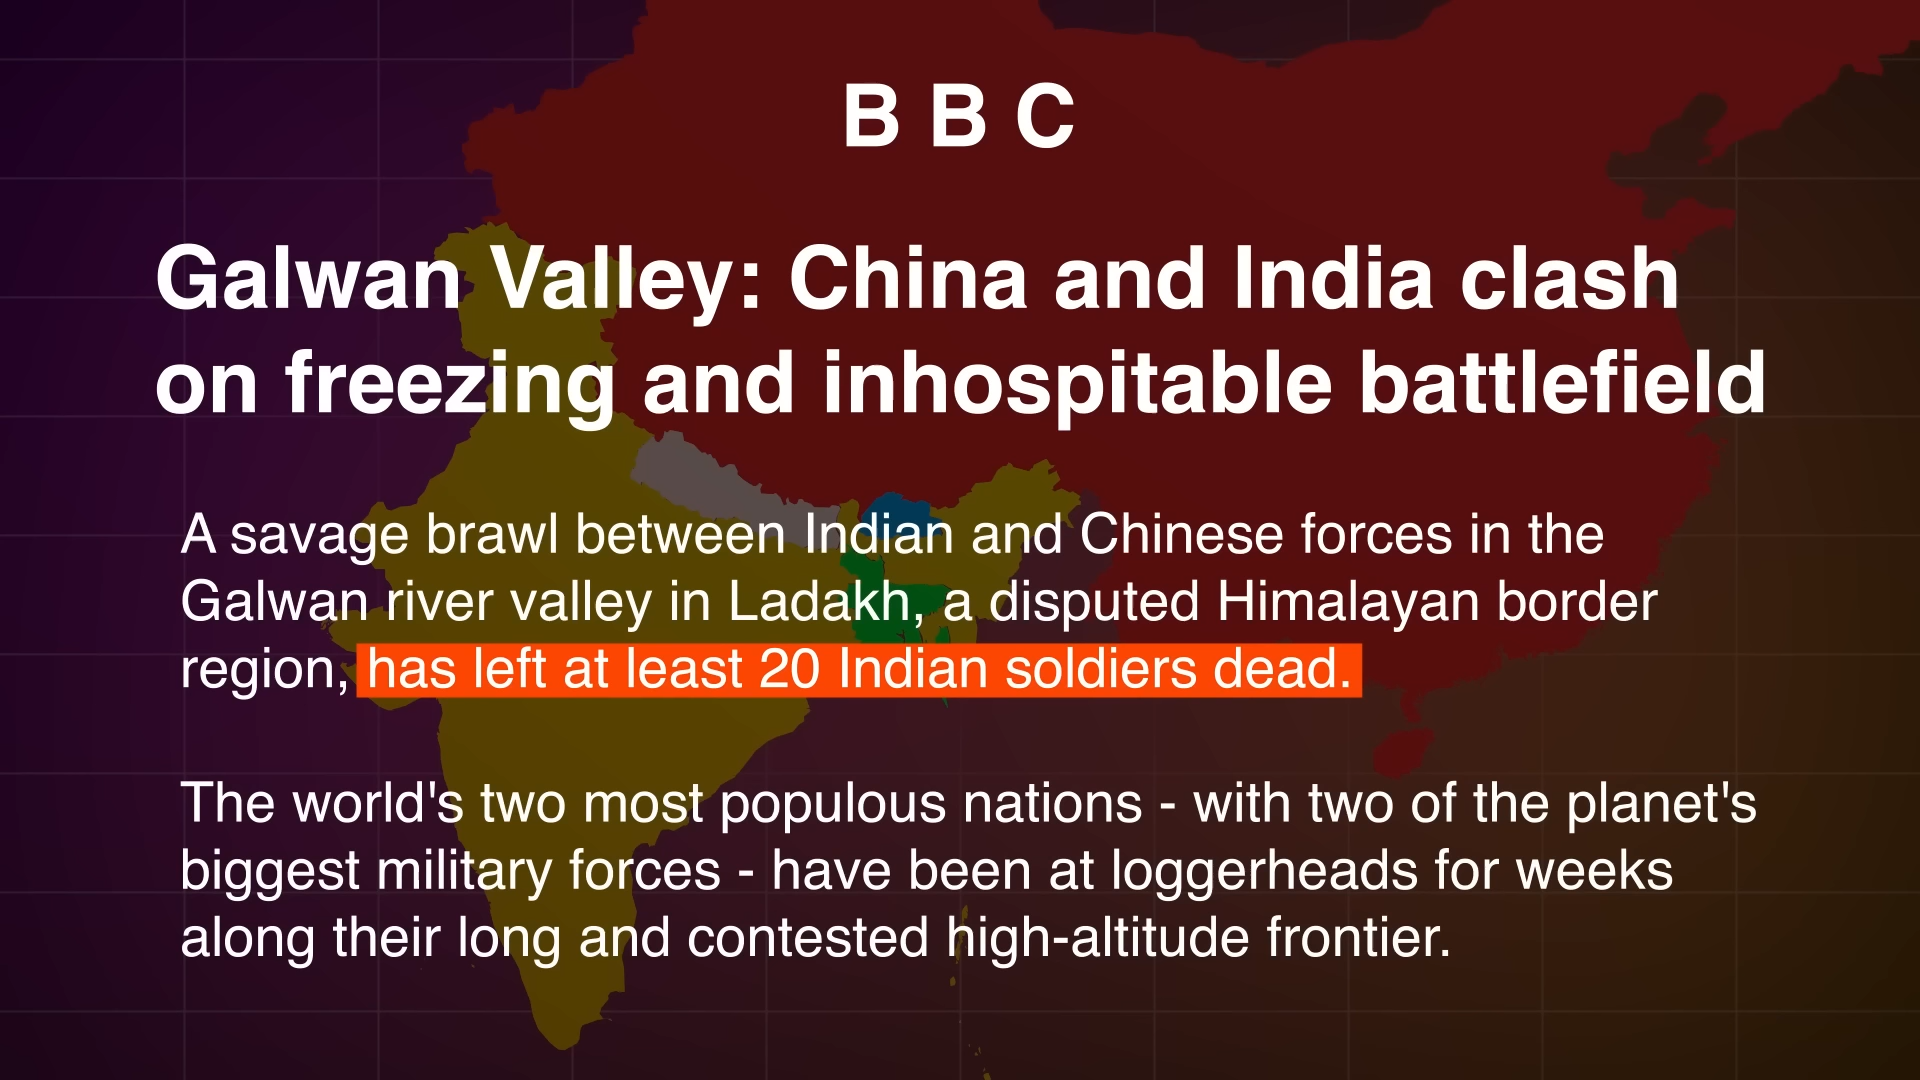 BBC
Galwan Valley: China and India clash
on freezing and inhospitable battlefield
A savage brawl between Indian and Chinese forces in the
Galwan river valley in Ladakh, a disputed Himalayan border
region, has left at least 20 Indian soldiers dead.
The world's two most populous nations - with two of the planet's
biggest military forces - have been at loggerheads for weeks
along their long and contested high-altitude frontier.